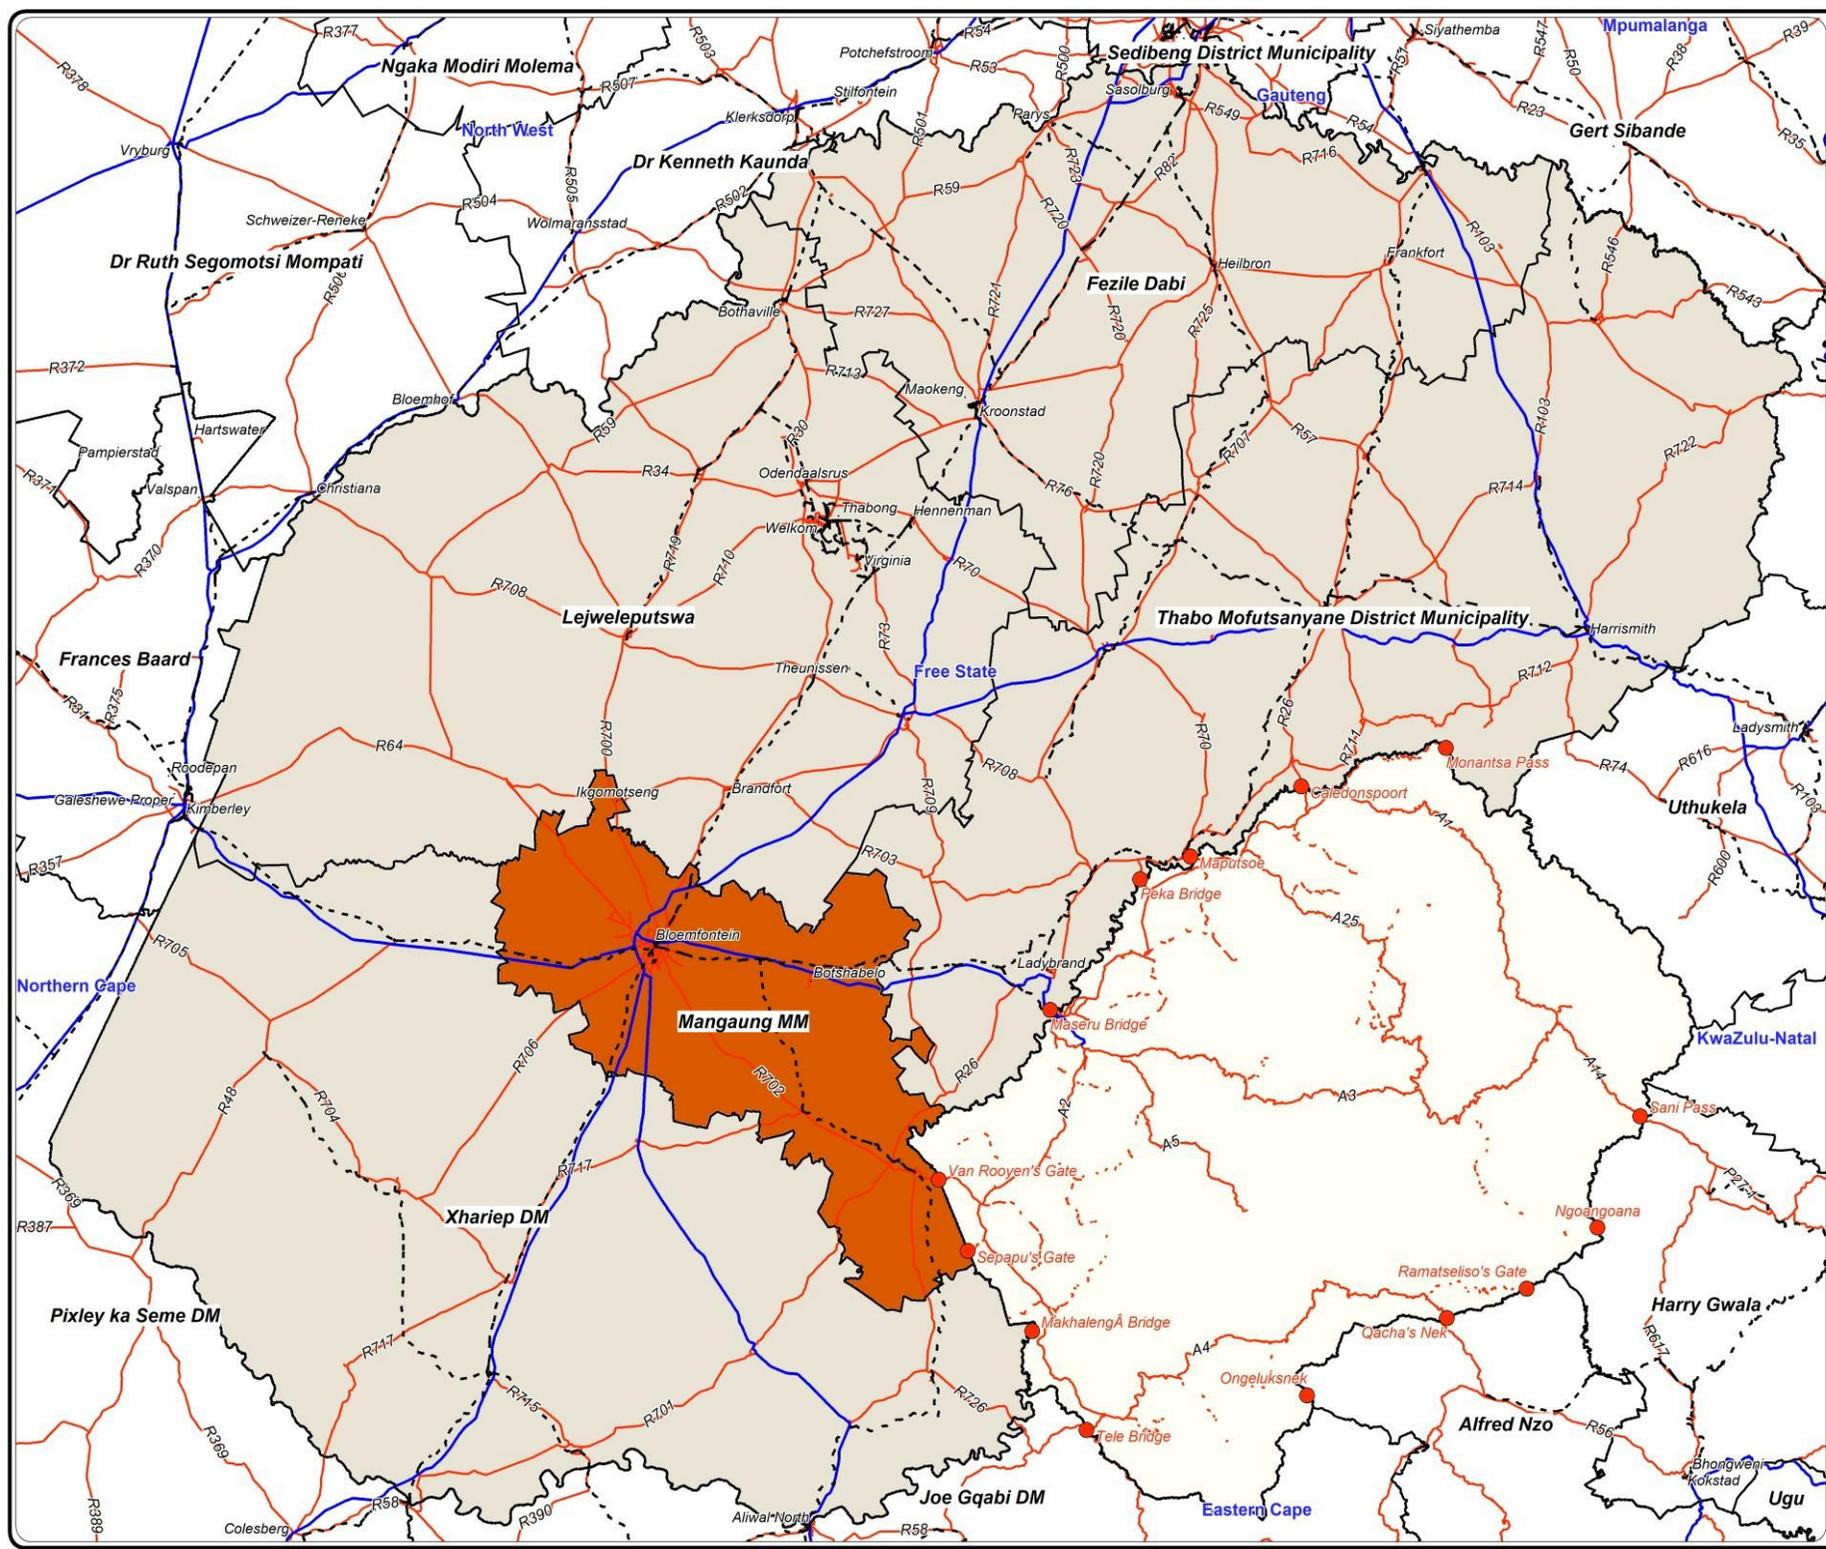 R377
R54
Siyathemba
R547
Mpumalanga
R39
R503
Potchefstroom
R500
Sedibeng District Municipality
R51
R50
R38
R378
Ngaka Modiri Molema
R53
R507
Stilfontein
Sasolburg
Gauteng
R23
Klerksdorp
Parys
R549
R54
Gert Sibande
R35
North West
R501
Vryburg
Dr Kenneth Kaunda
R723
R82
R716
R505
R59
R502
R504
Schweizer-Reneke
Wolmaransstad
R720
R103
Frankfort
R546
Dr Ruth Segomotsi Mompati
Heilbron
R506
Fezile Dabi
R543
R721
Bothaville
R727
R720
R725
R372
R713
Maokeng
Bloemhof
Kroonstad
R103
Hartswater
R59
R30
R57
R707
R722
Pampierstad
R34
Odendaalsrus
R720
R371
Valspan
Christiana
R76
R714
Thabong
Hennenman
Welkom
R370
R719
R710
Virginia
R70
R708
Lejweleputswa
Thabo Mofutsanyane District Municipality
Harrismith
R73
Frances Baard
Theunissen
Free State
R712
R375
R31
R26
R64
R700
R70
R711
Ladysmith
R708
Monantsa Pass
R74
R616
Roodepan
Ikgomotseng
Brandfort
R709
Caledonspoort
Galeshewe Proper
Kimberley
A1
Uthukela
R103
R357
R703
Maputsoe
R600
Peka Bridge
A25
R705
Bloemfontein
Botshabelo
Ladybrand
Northern Cape
Mangaung MM
Maseru Bridge
KwaZulu-Natal
R706
R26
A14
R702
R48
R704
A2
A3
Sani Pass
A5
R717
Van Rooyen's Gate
R369
P27-1
Xhariep DM
Ngoangoana
R387
Sepapu's Gate
Ramatseliso's Gate
Pixley ka Seme DM
MakhalengÂ Bridge
Harry Gwala
Qacha's Nek
R717
A4
R617
Ongeluksnek
R715
R701
R726
Alfred Nzo
R56
R369
Tele Bridge
Bhongweni
Kokstad
R58
Joe Gqabi DM
Ugu
R389
R390
Eastern Cape
Colesberg
Aliwal North
R58